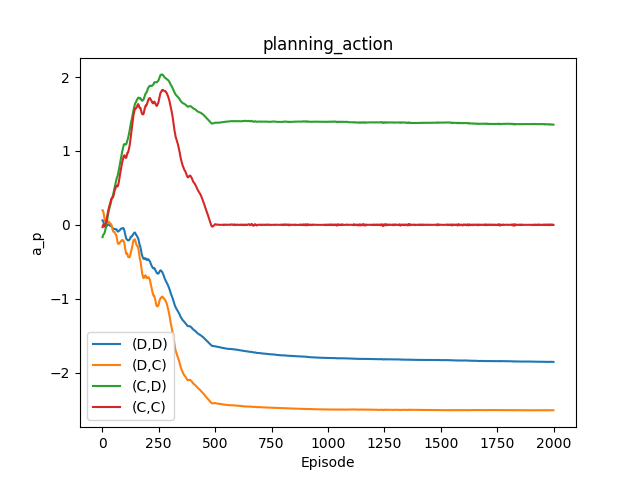 planning_action
a_p
2
1
0
−1
−2
(D,D)
(D,C)
(C,D)
(C,C)
0 250 500 750 1000 1250 1500 1750 2000
Episode